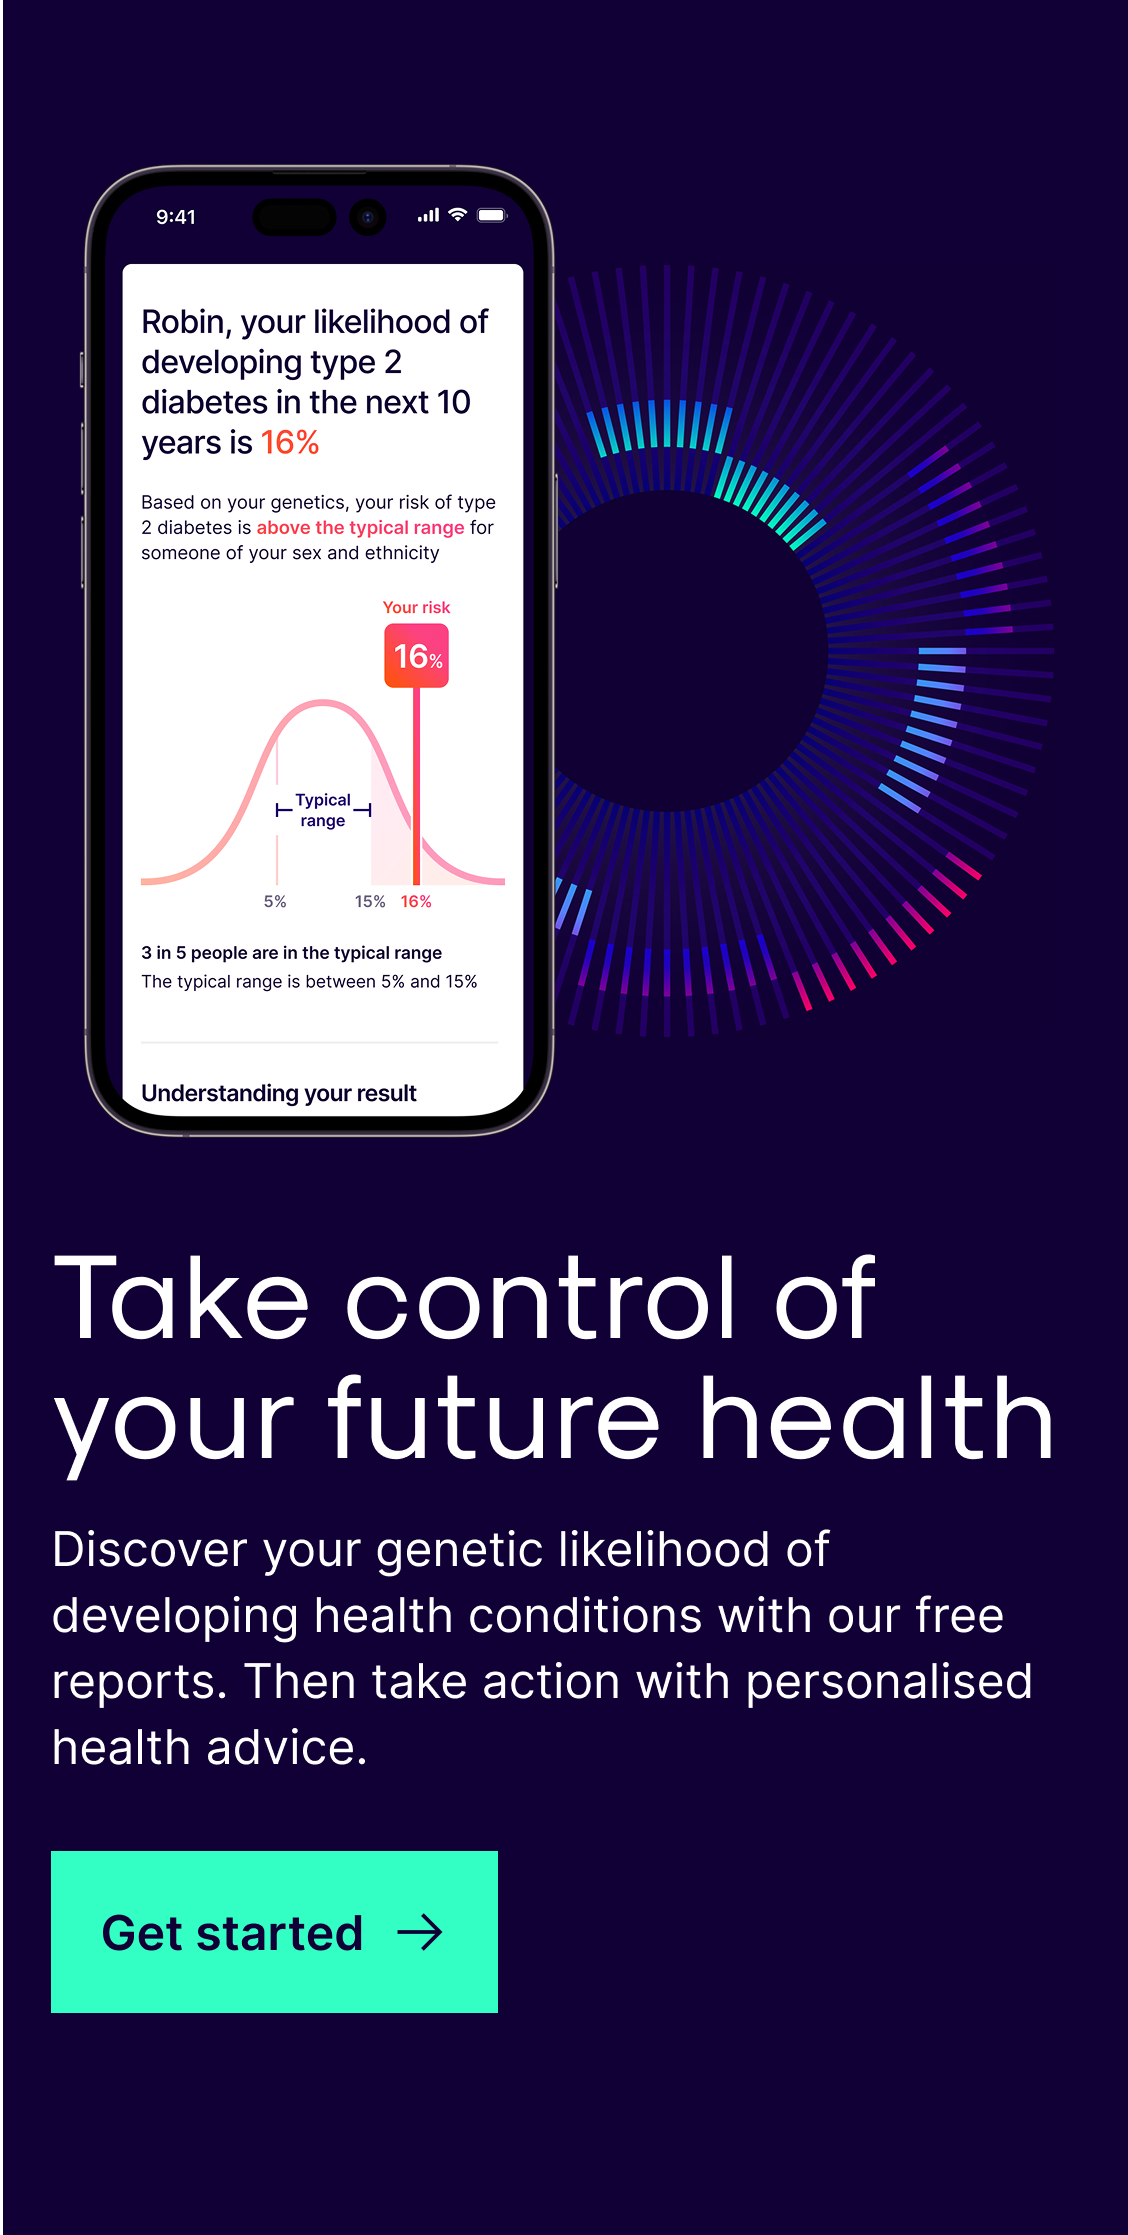 9:41
Robin, your likelihood of
developing type 2
diabetes in the next 10
years is 16%
Based on your genetics, your risk of type
2 diabetes is above the typical range for
someone of your sex and ethnicity
Your risk
16%
Typical
range
5% 15% 16%
3 in 5 people are in the typical range
The typical range is between 5% and 15%
Understanding your result
Take control of
your future health
Discover your genetic likelihood of
developing health conditions with our free
reports. Then take action with personalised
health advice.
Get started →